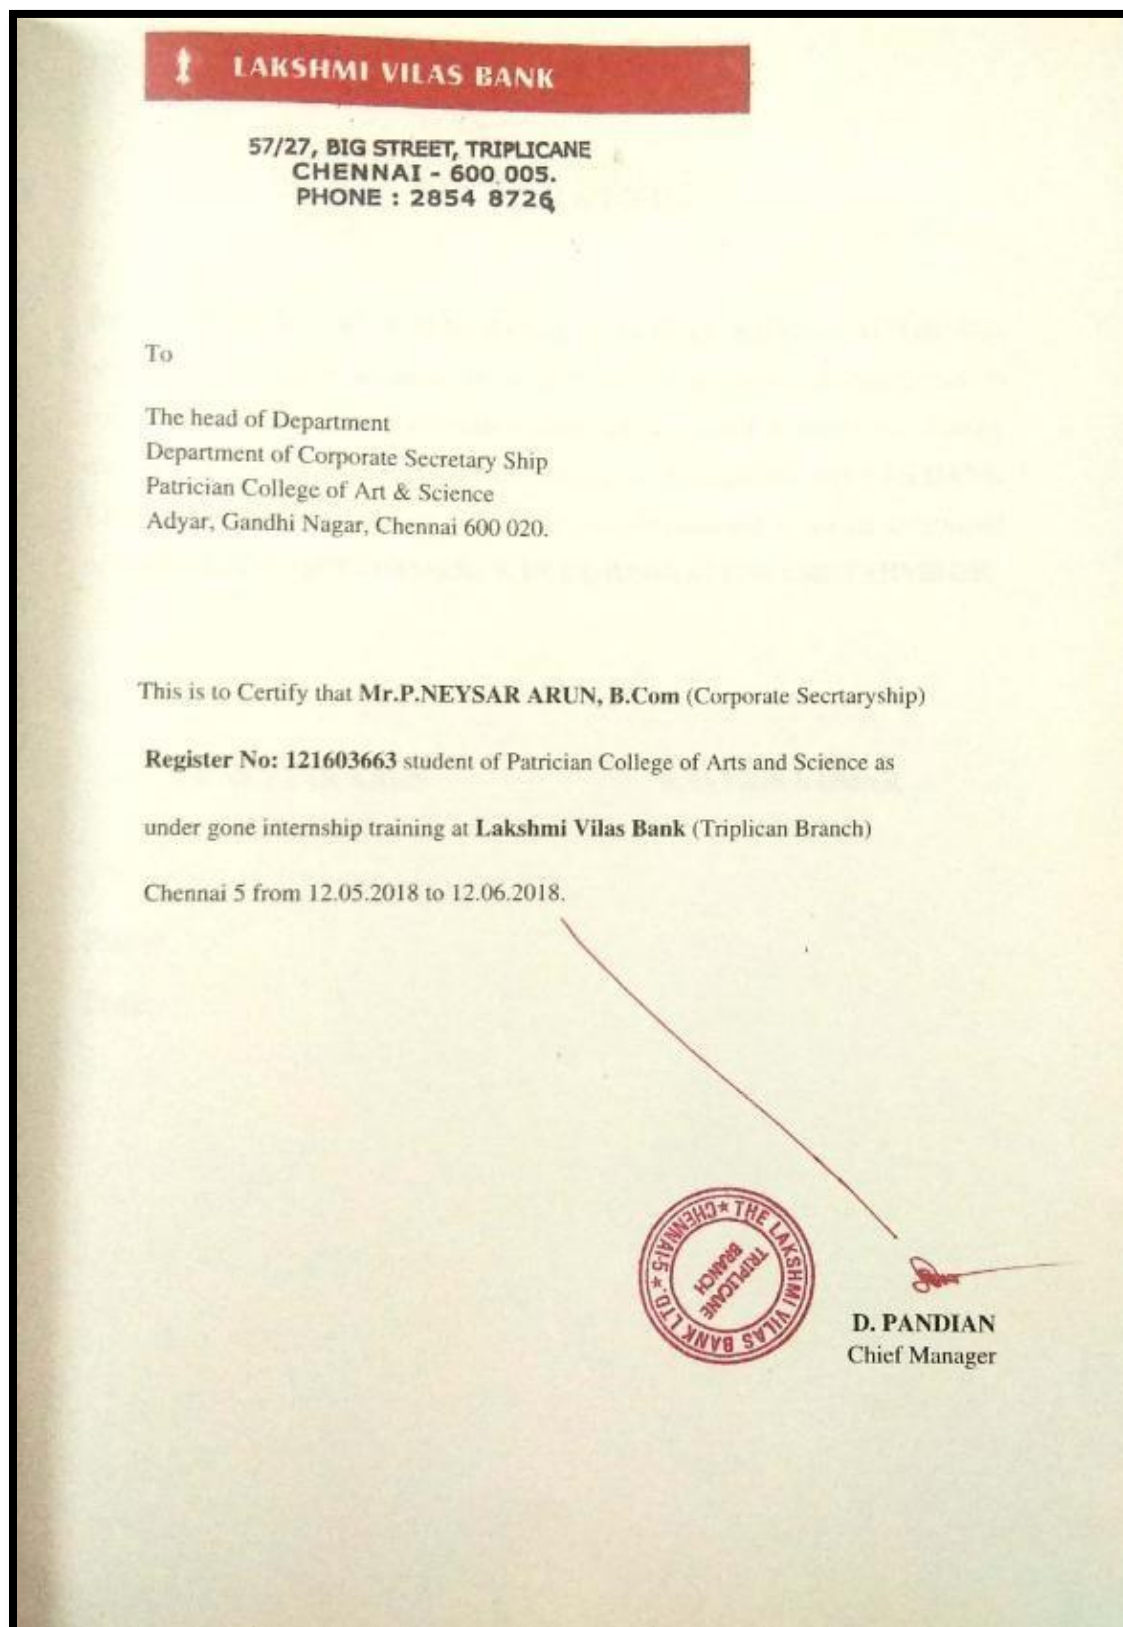 LAKSHMI VILAS BANK
57/27, BIG STREET, TRIPLICANE
CHENNAI - 600 005.
PHONE : 2854 8726
To
The head of Department
Department of Corporate Secretary Ship
Patrician College of Art & Science
Adyar, Gandhi Nagar, Chennai 600 020.
This is to Certify that Mr.P.NEYSAR ARUN, B.Com (Corporate Secrtaryship)
Register No: 121603663 student of Patrician College of Arts and Science as
under gone internship training at Lakshmi Vilas Bank (Triplican Branch)
Chennai 5 from 12.05.2018 to 12.06.2018.
THE LAKSHMI VILAS BANK LTD. * CHENNAI-5 *
TRIPLICANE
BRANCH
D. PANDIAN
Chief Manager